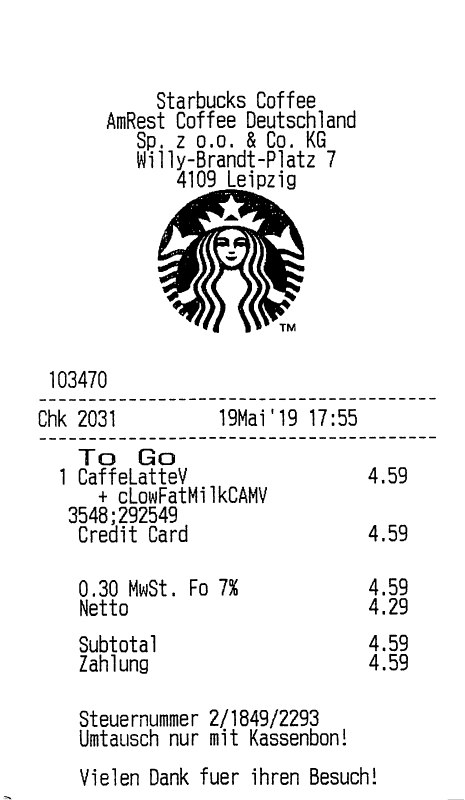 Starbucks Coffee
AmRest Coffee Deutschland
Sp. z o.o. & Co. KG
Willy-Brandt-Platz 7
4109 Leipzig
TM
103470
Chk 2031 19Mai'19 17:55
To Go
1 CaffeLatteV 4.59
+ cLowFatMilkCAMV
3548;292549
Credit Card 4.59
0.30 MwSt. Fo 7% 4.59
Netto 4.29
Subtotal 4.59
Zahlung 4.59
Steuernummer 2/1849/2293
Umtausch nur mit Kassenbon!
Vielen Dank fuer ihren Besuch!